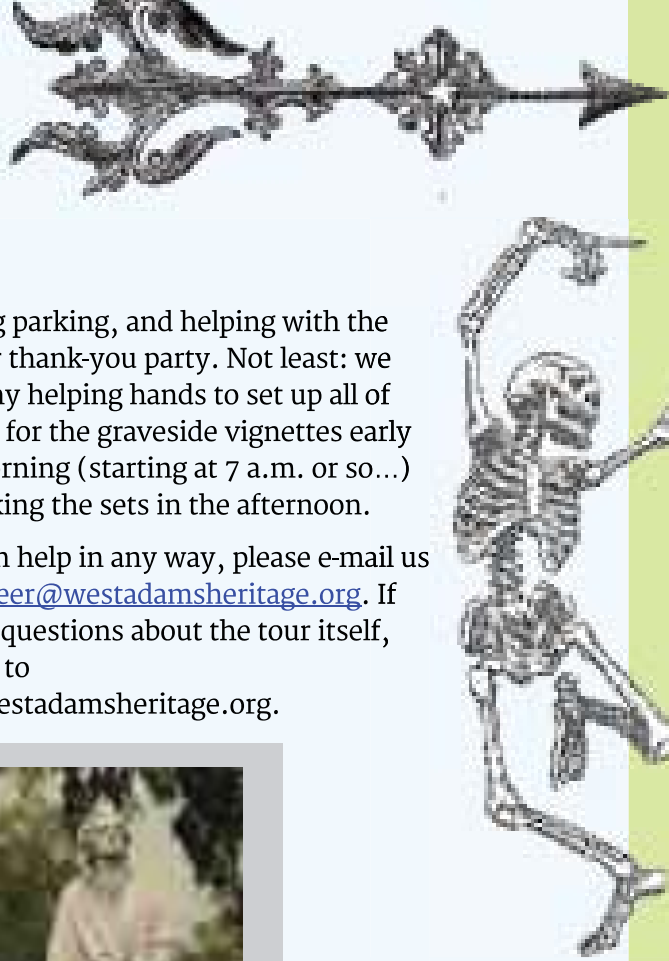 g parking, and helping with the
thank-you party. Not least: we
y helping hands to set up all of
for the graveside vignettes early
rning (starting at 7 a.m. or so…)
king the sets in the afternoon.
help in any way, please e-mail us
eer@westadamsheritage.org. If
questions about the tour itself,
to
estadamsheritage.org.